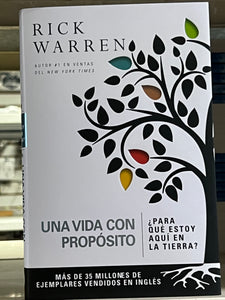 RICK
WARREN
AUTOR #1 EN VENTAS
DEL NEW YORK TIMES
UNA VIDA CON
PROPÓSITO
¿PARA
QUÉ ESTOY
AQUÍ EN
LA TIERRA?
MÁS DE 35 MILLONES DE
EJEMPLARES VENDIDOS EN INGLÉS